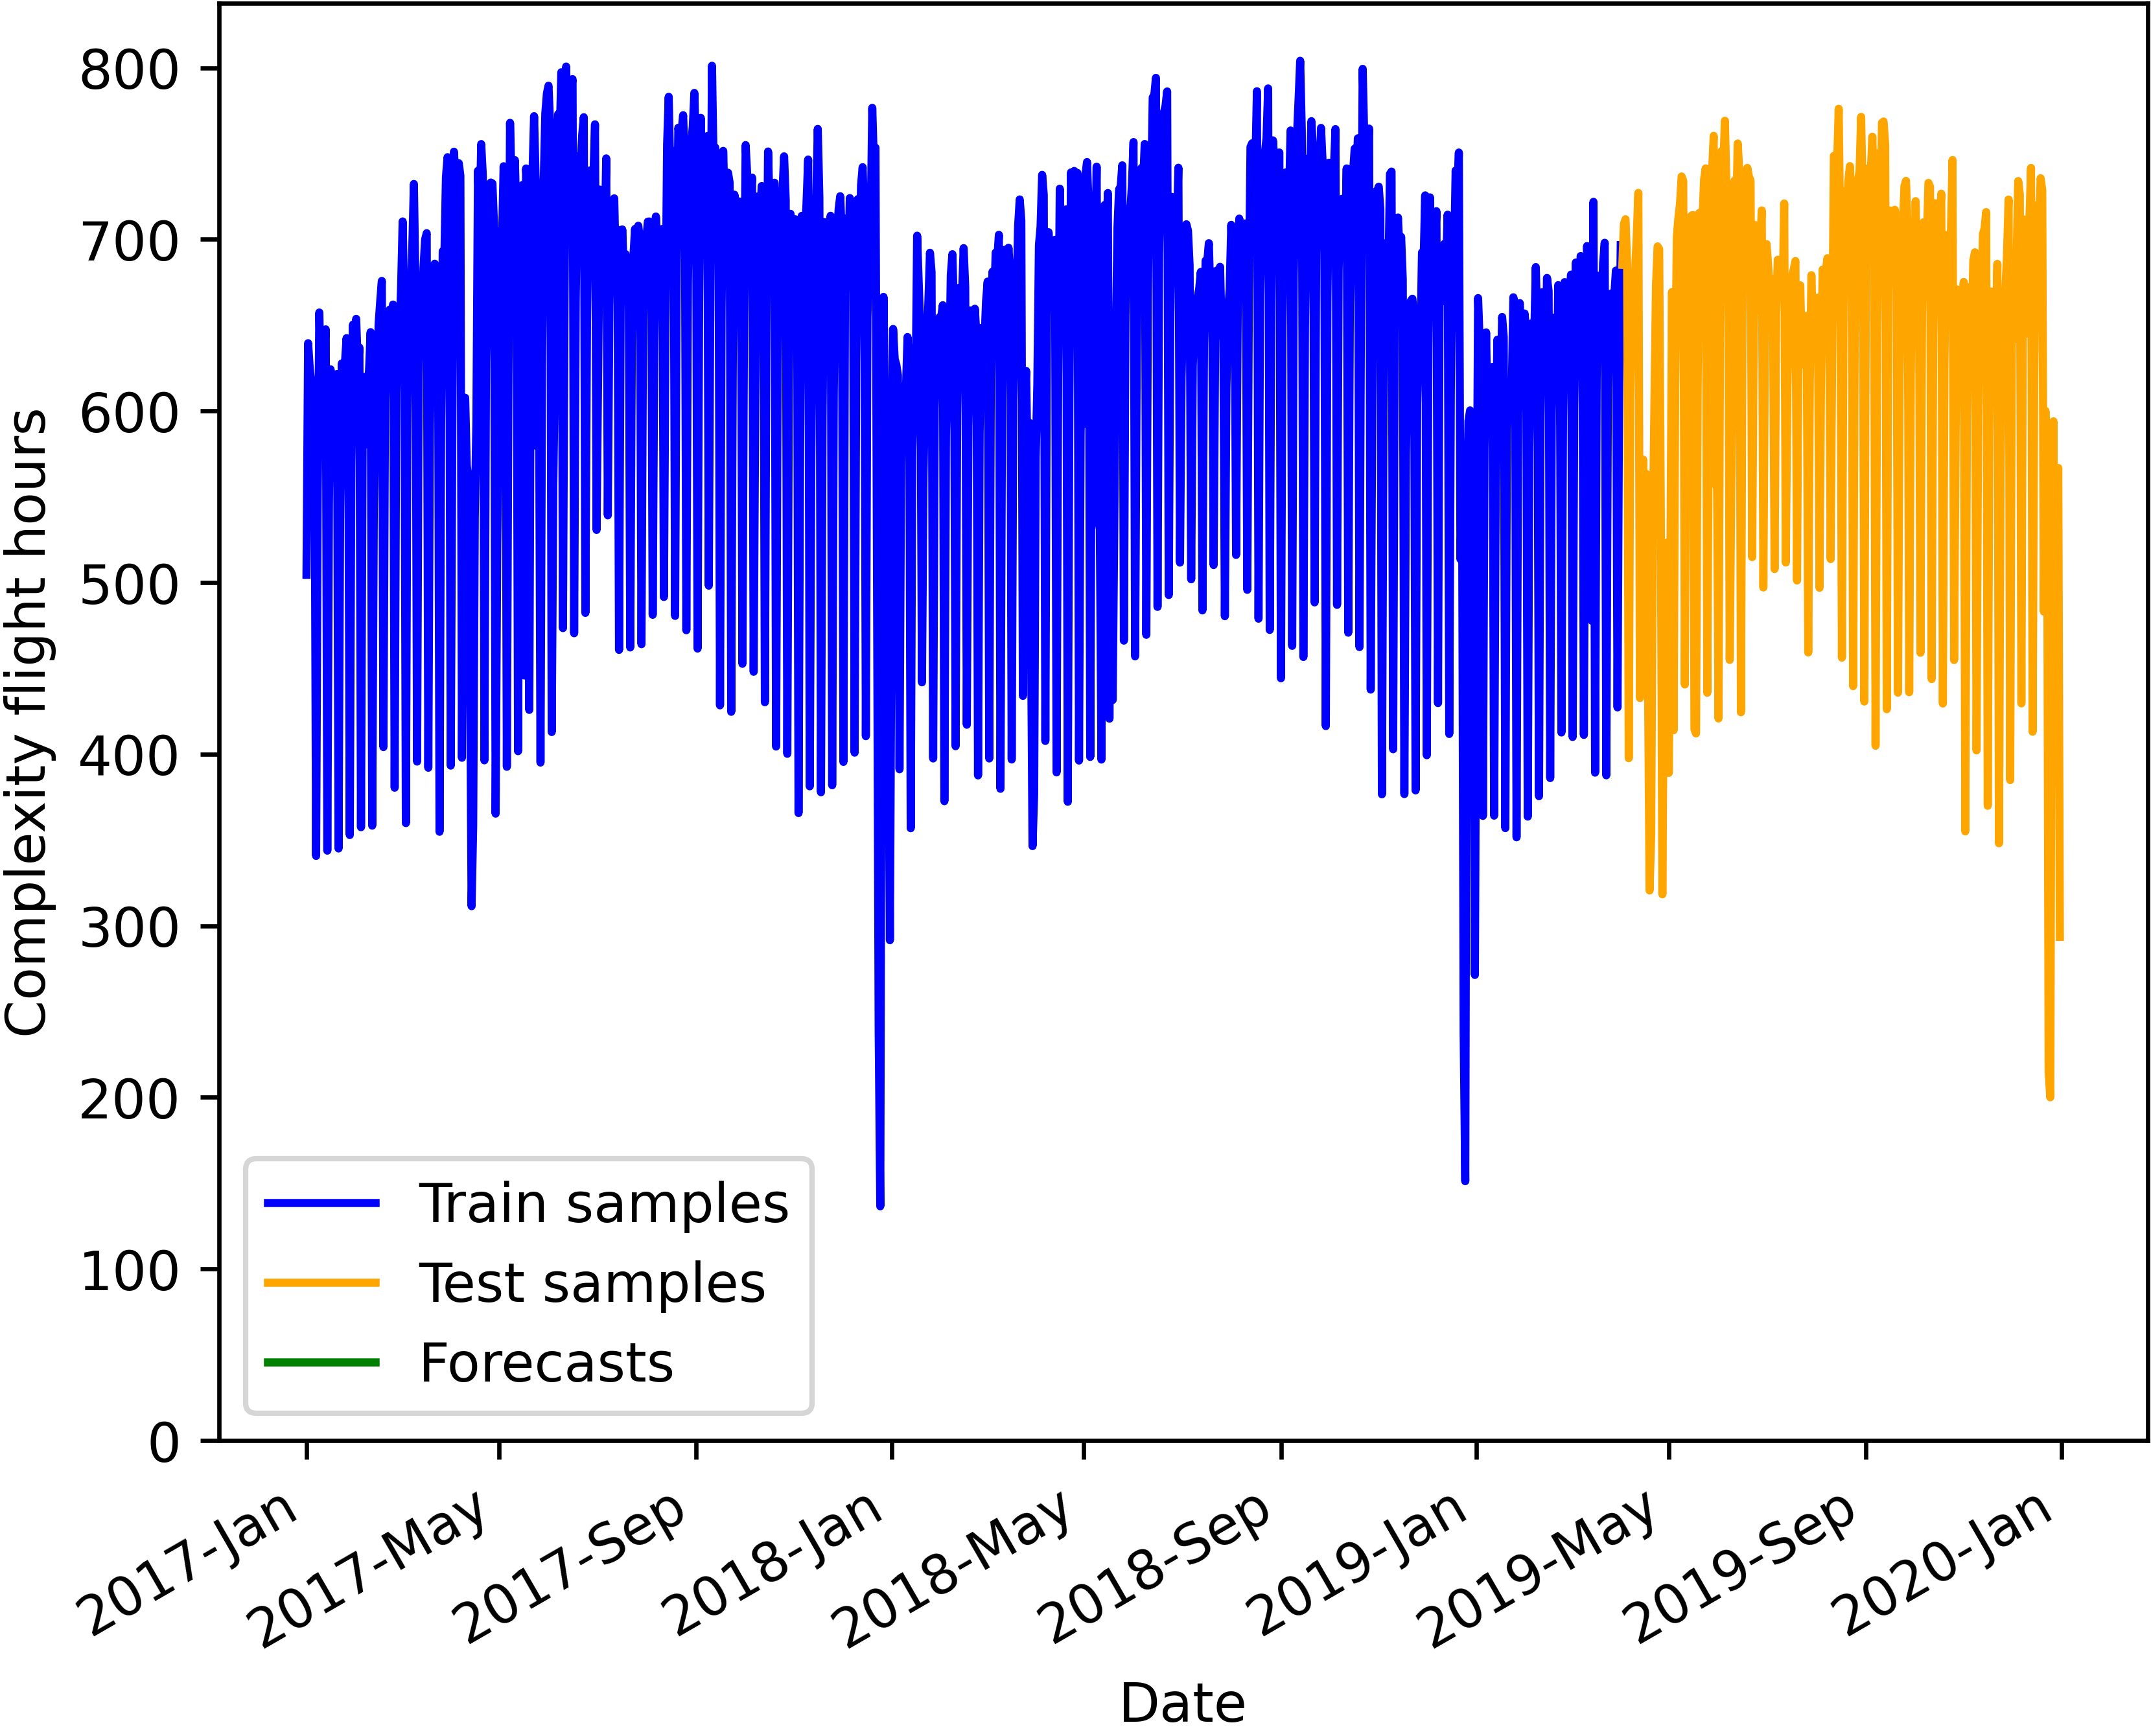 Complexity flight hours
800
700
600
500
400
300
200
100
0
Train samples
Test samples
Forecasts
2017-Jan
2017-May
2017-Sep
2018-Jan
2018-May
2018-Sep
2019-Jan
2019-May
2019-Sep
2020-Jan
Date